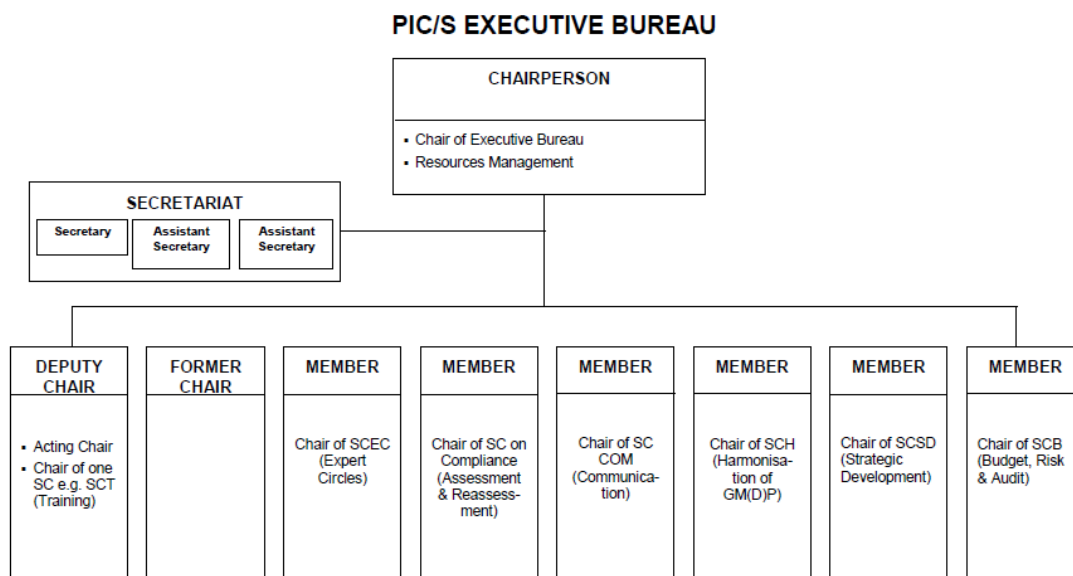 PIC/S EXECUTIVE BUREAU
CHAIRPERSON
▪ Chair of Executive Bureau
▪ Resources Management
SECRETARIAT
Secretary
Assistant
Secretary
Assistant
Secretary
DEPUTY
CHAIR
▪ Acting Chair
▪ Chair of one
SC e.g. SCT
(Training)
FORMER
CHAIR
MEMBER
Chair of SCEC
(Expert
Circles)
MEMBER
Chair of SC on
Compliance
(Assessment
& Reassess-
ment)
MEMBER
Chair of SC
COM
(Communica-
tion)
MEMBER
Chair of SCH
(Harmonisa-
tion of
GM(D)P)
MEMBER
Chair of SCSD
(Strategic
Development)
MEMBER
Chair of SCB
(Budget, Risk
& Audit)